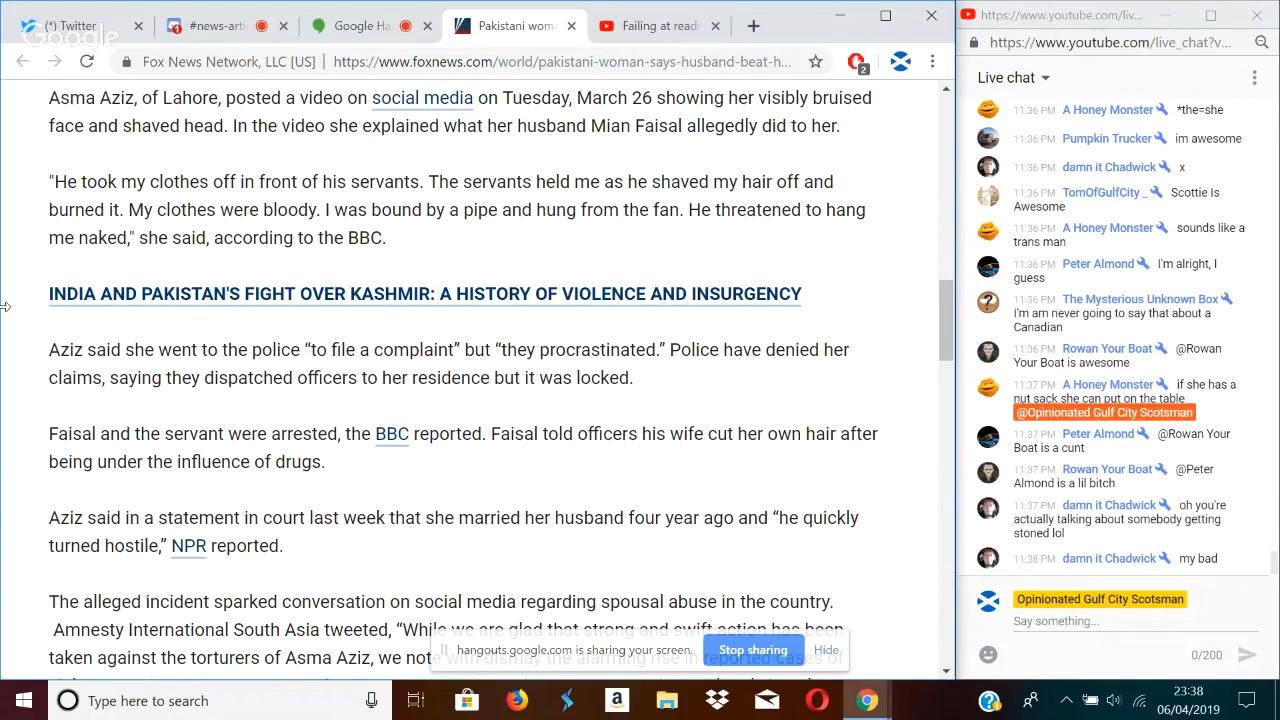 (*) Twitter
#news-arti
Google Ha
Pakistani wom
Failing at read
Google
Fox News Network, LLC [US]
https://www.foxnews.com/world/pakistani-woman-says-husband-beat-h...
2
Asma Aziz, of Lahore, posted a video on social media on Tuesday, March 26 showing her visibly bruised
face and shaved head. In the video she explained what her husband Mian Faisal allegedly did to her.
"He took my clothes off in front of his servants. The servants held me as he shaved my hair off and
burned it. My clothes were bloody. I was bound by a pipe and hung from the fan. He threatened to hang
me naked," she said, according to the BBC.
INDIA AND PAKISTAN'S FIGHT OVER KASHMIR: A HISTORY OF VIOLENCE AND INSURGENCY
Aziz said she went to the police “to file a complaint” but “they procrastinated.” Police have denied her
claims, saying they dispatched officers to her residence but it was locked.
Faisal and the servant were arrested, the BBC reported. Faisal told officers his wife cut her own hair after
being under the influence of drugs.
Aziz said in a statement in court last week that she married her husband four year ago and “he quickly
turned hostile,” NPR reported.
The alleged incident sparked conversation on social media regarding spousal abuse in the country.
Amnesty International South Asia tweeted, “While we are glad that strong and swift action has been
taken against the torturers of Asma Aziz, we note with dismay the alarming rise in reported cases of
hangouts.google.com is sharing your screen.
Stop sharing
Hide
https://www.youtube.com/liv...
https://www.youtube.com/live_chat?v...
Live chat
11:36 PM A Honey Monster *the=she
11:36 PM Pumpkin Trucker im awesome
11:36 PM damn it Chadwick x
11:36 PM TomOfGulfCity _ Scottie Is
Awesome
11:36 PM A Honey Monster sounds like a
trans man
11:36 PM Peter Almond I'm alright, I
guess
11:36 PM The Mysterious Unknown Box
I'm am never going to say that about a
Canadian
11:36 PM Rowan Your Boat @Rowan
Your Boat is awesome
11:37 PM A Honey Monster if she has a
nut sack she can put on the table
@Opinionated Gulf City Scotsman
11:37 PM Peter Almond @Rowan Your
Boat is a cunt
11:37 PM Rowan Your Boat @Peter
Almond is a lil bitch
11:37 PM damn it Chadwick oh you're
actually talking about somebody getting
stoned lol
11:38 PM damn it Chadwick my bad
Opinionated Gulf City Scotsman
Say something...
0/200
Type here to search
23:38
06/04/2019